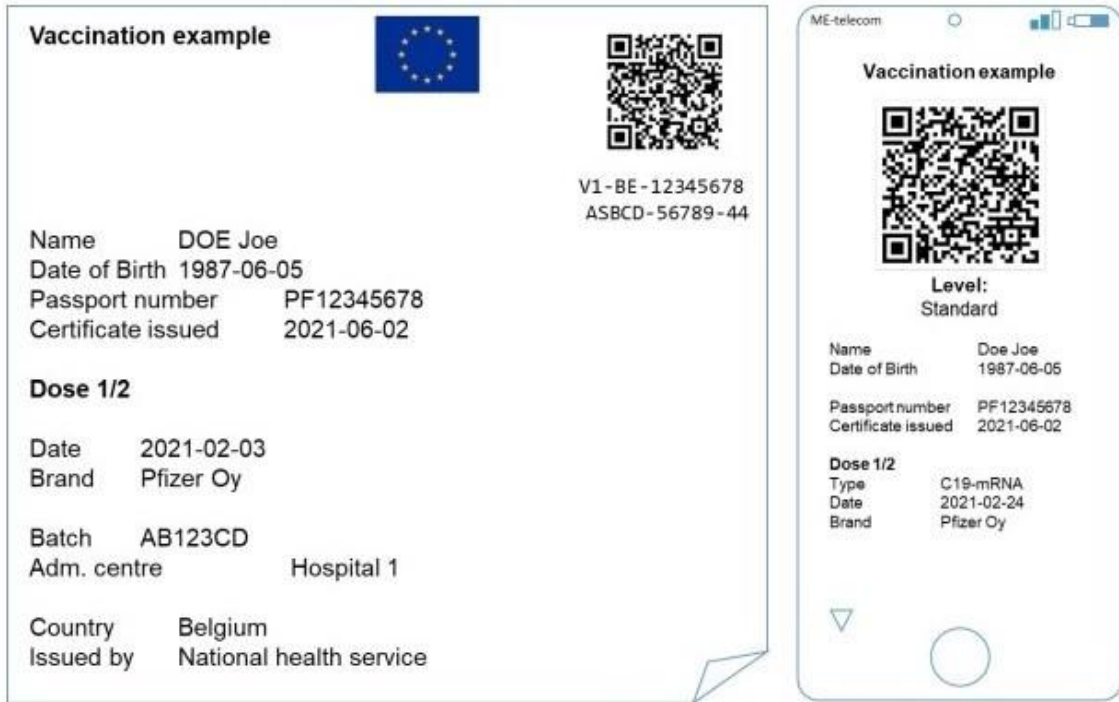 Vaccination example
V1-BE-12345678
ASBCD-56789-44
Name DOE Joe
Date of Birth 1987-06-05
Passport number PF12345678
Certificate issued 2021-06-02
Dose 1/2
Date 2021-02-03
Brand Pfizer Oy
Batch AB123CD
Adm. centre Hospital 1
Country Belgium
Issued by National health service
ME-telecom
Vaccination example
Level:
Standard
Name Doe Joe
Date of Birth 1987-06-05
Passport number PF12345678
Certificate issued 2021-06-02
Dose 1/2
Type C19-mRNA
Date 2021-02-24
Brand Pfizer Oy